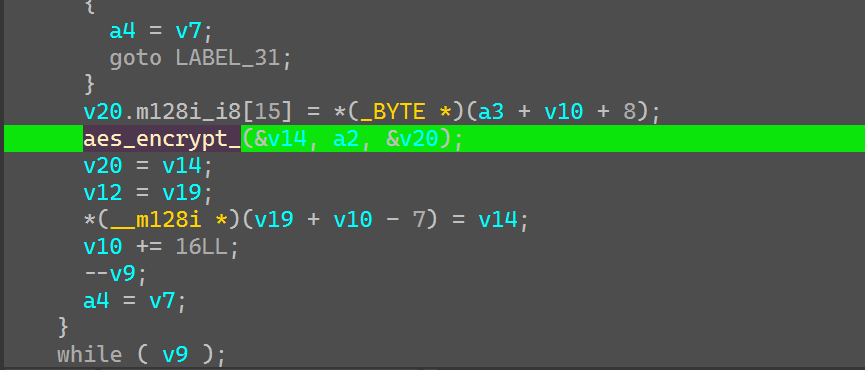 {
a4 = v7;
goto LABEL_31;
}
v20.m128i_i8[15] = *(_BYTE *)(a3 + v10 + 8);
aes_encrypt_(&v14, a2, &v20);
v20 = v14;
v12 = v19;
*(__m128i *)(v19 + v10 - 7) = v14;
v10 += 16LL;
--v9;
a4 = v7;
}
while ( v9 );